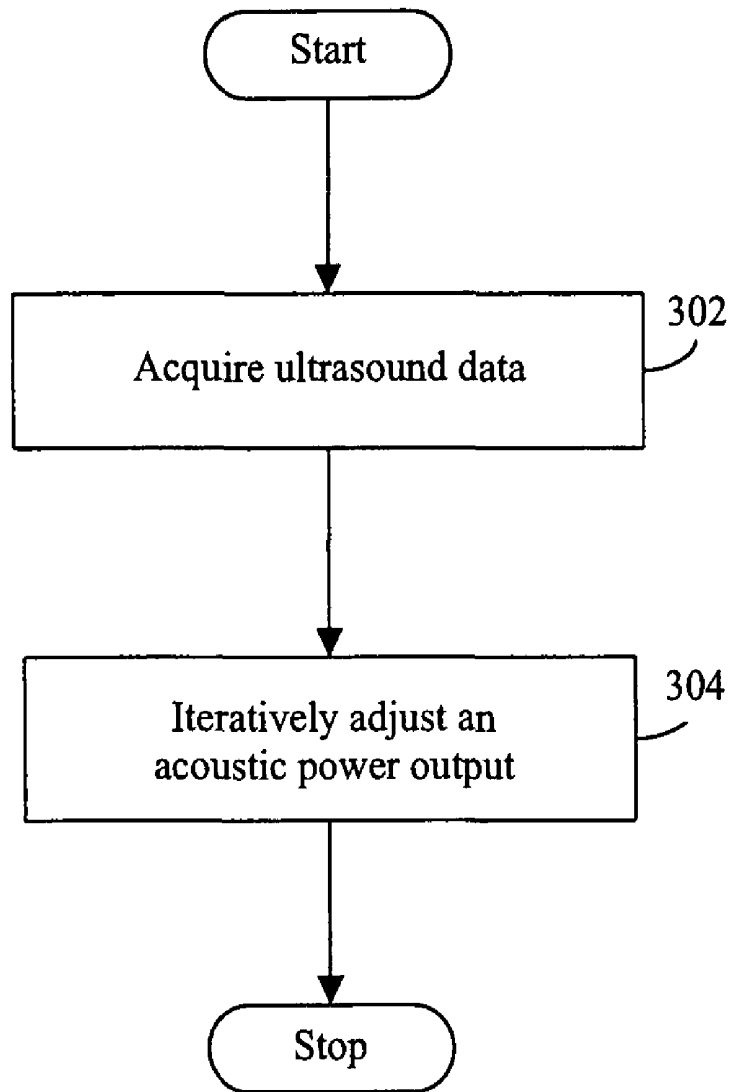 Start
302
Acquire ultrasound data
304
Iteratively adjust an
acoustic power output
Stop